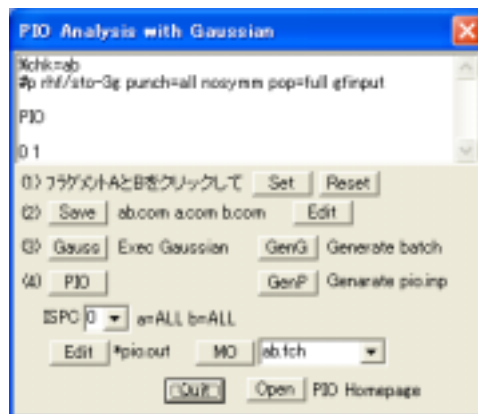 PIO Analysis with Gaussian
%chk=ab
#p rhf/sto-3g punch=all nosymm pop=full gfinput
PIO
0 1
(1) フラグメントAとBをクリックして Set Reset
(2) Save ab.com a.com b.com Edit
(3) Gauss Exec Gaussian GenG Generate batch
(4) PIO GenP Genarate pio.inp
ISPC 0 a=ALL b=ALL
Edit *pio.out MO ab.fch
Quit Open PIO Homepage